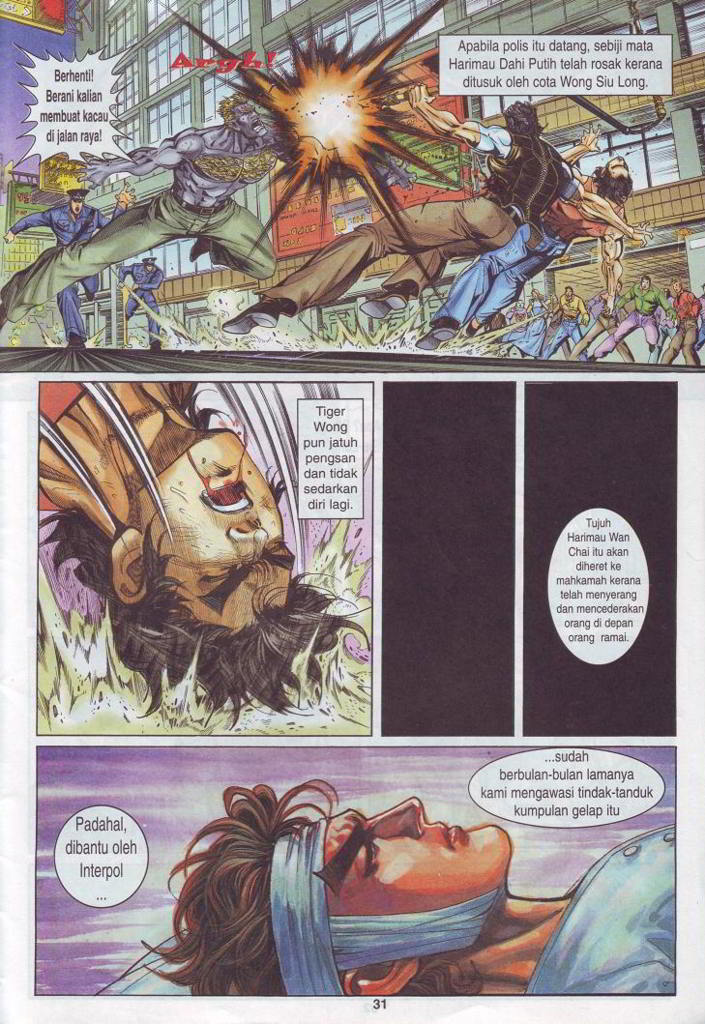 Berhenti!
Berani kalian
membuat kacau
di jalan raya!
Argh!
Apabila polis itu datang, sebiji mata
Harimau Dahi Putih telah rosak kerana
ditusuk oleh cota Wong Siu Long.
Tiger
Wong
pun jatuh
pengsan
dan tidak
sedarkan
diri lagi.
Tujuh
Harimau Wan
Chai itu akan
diheret ke
mahkamah kerana
telah menyerang
dan mencederakan
orang di depan
orang ramai.
Padahal,
dibantu oleh
Interpol
...
...sudah
berbulan-bulan lamanya
kami mengawasi tindak-tanduk
kumpulan gelap itu
31